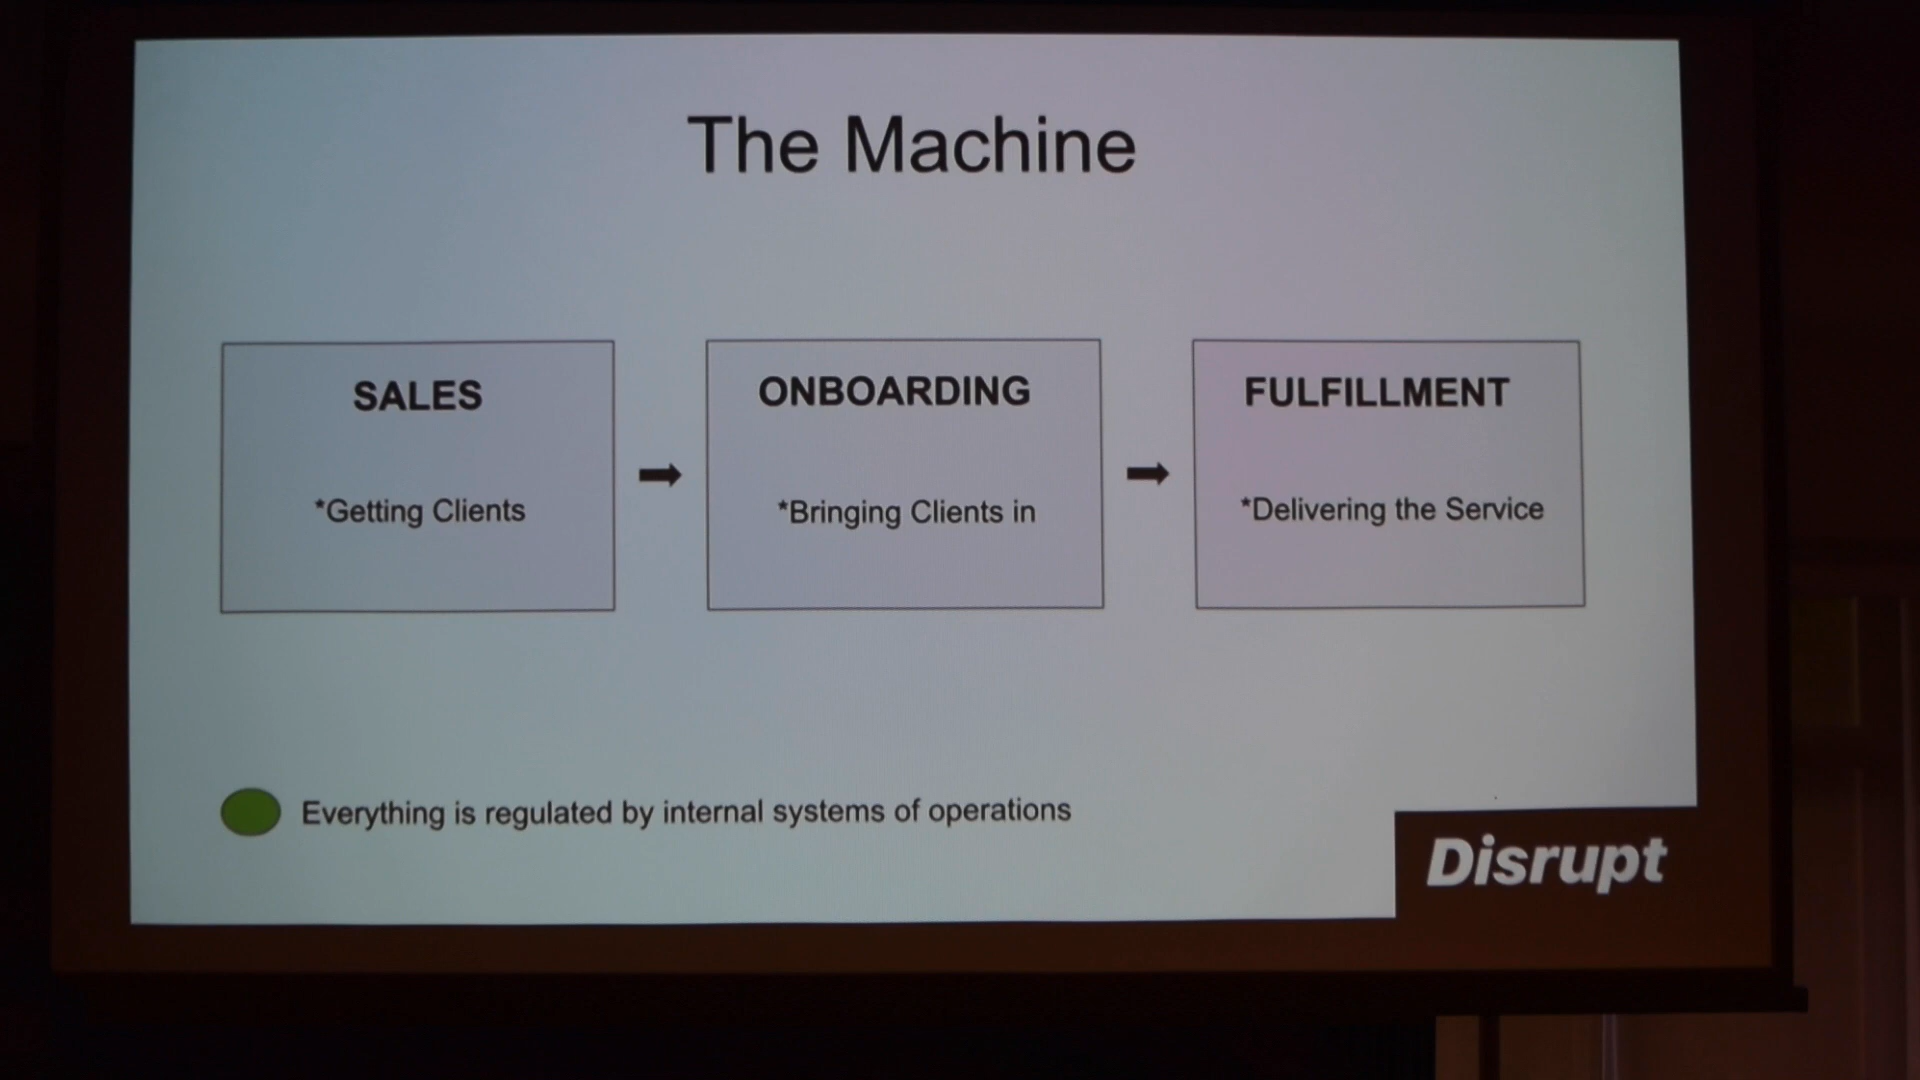 The Machine
SALES
*Getting Clients
ONBOARDING
*Bringing Clients in
FULFILLMENT
*Delivering the Service
Everything is regulated by internal systems of operations
Disrupt